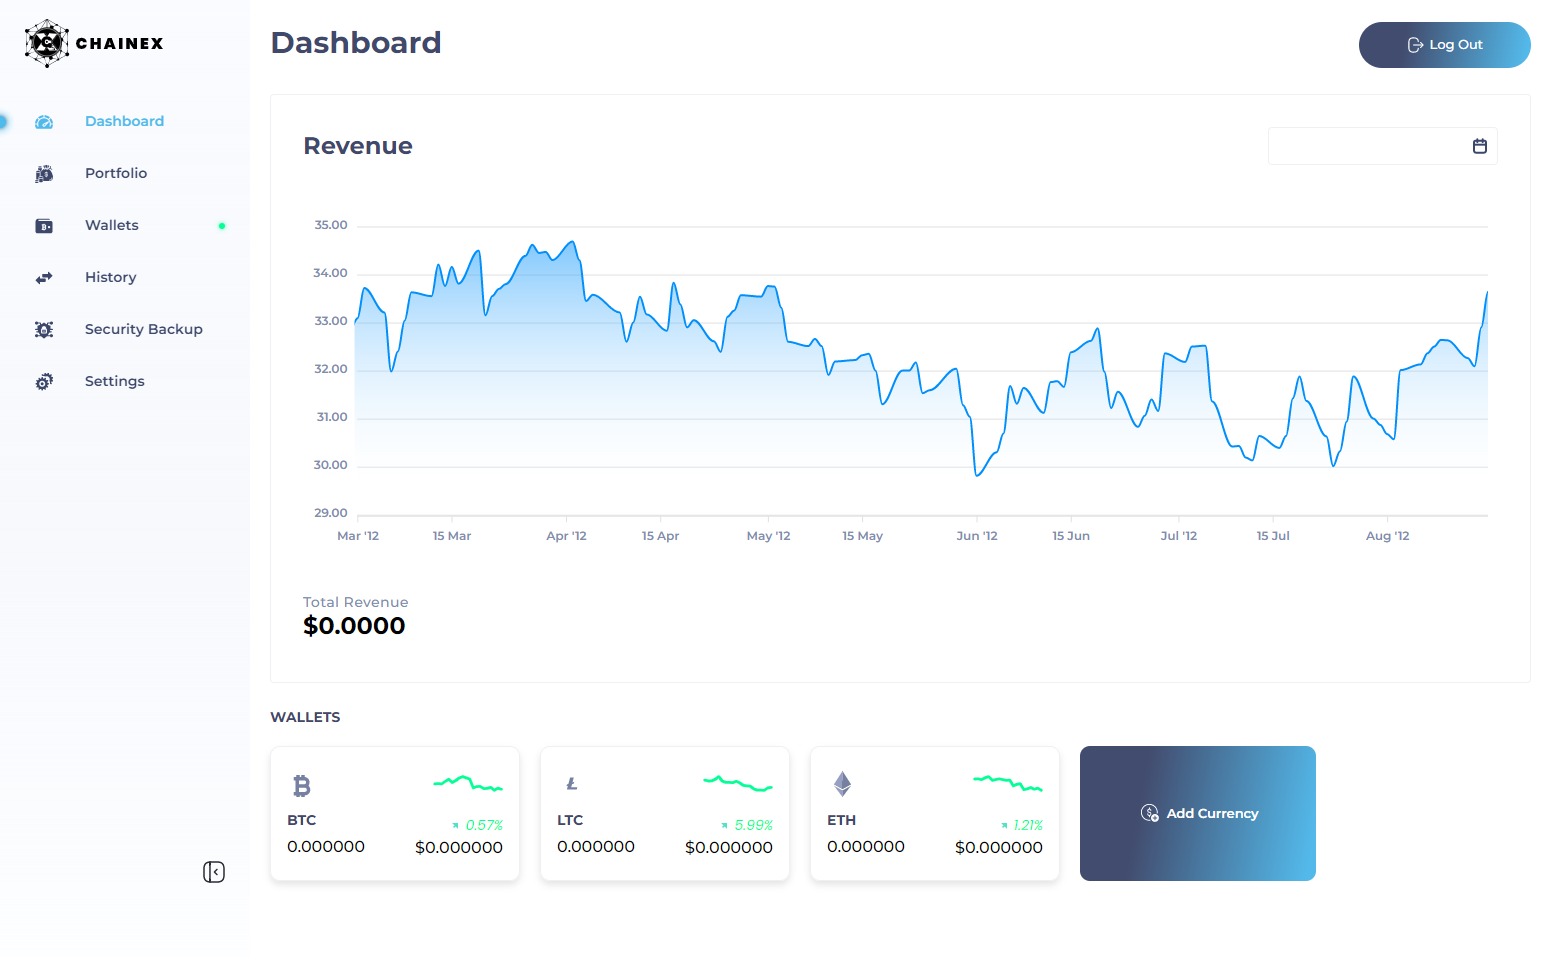 CHAINEX
Dashboard
Log Out
Dashboard
Portfolio
Wallets
History
Security Backup
Settings
Revenue
35.00
34.00
33.00
32.00
31.00
30.00
29.00
Mar '12 15 Mar Apr '12 15 Apr May '12 15 May Jun '12 15 Jun Jul '12 15 Jul Aug '12
Total Revenue
$0.0000
WALLETS
BTC 0.57%
0.000000 $0.000000
LTC 5.99%
0.000000 $0.000000
ETH 1.21%
0.000000 $0.000000
Add Currency